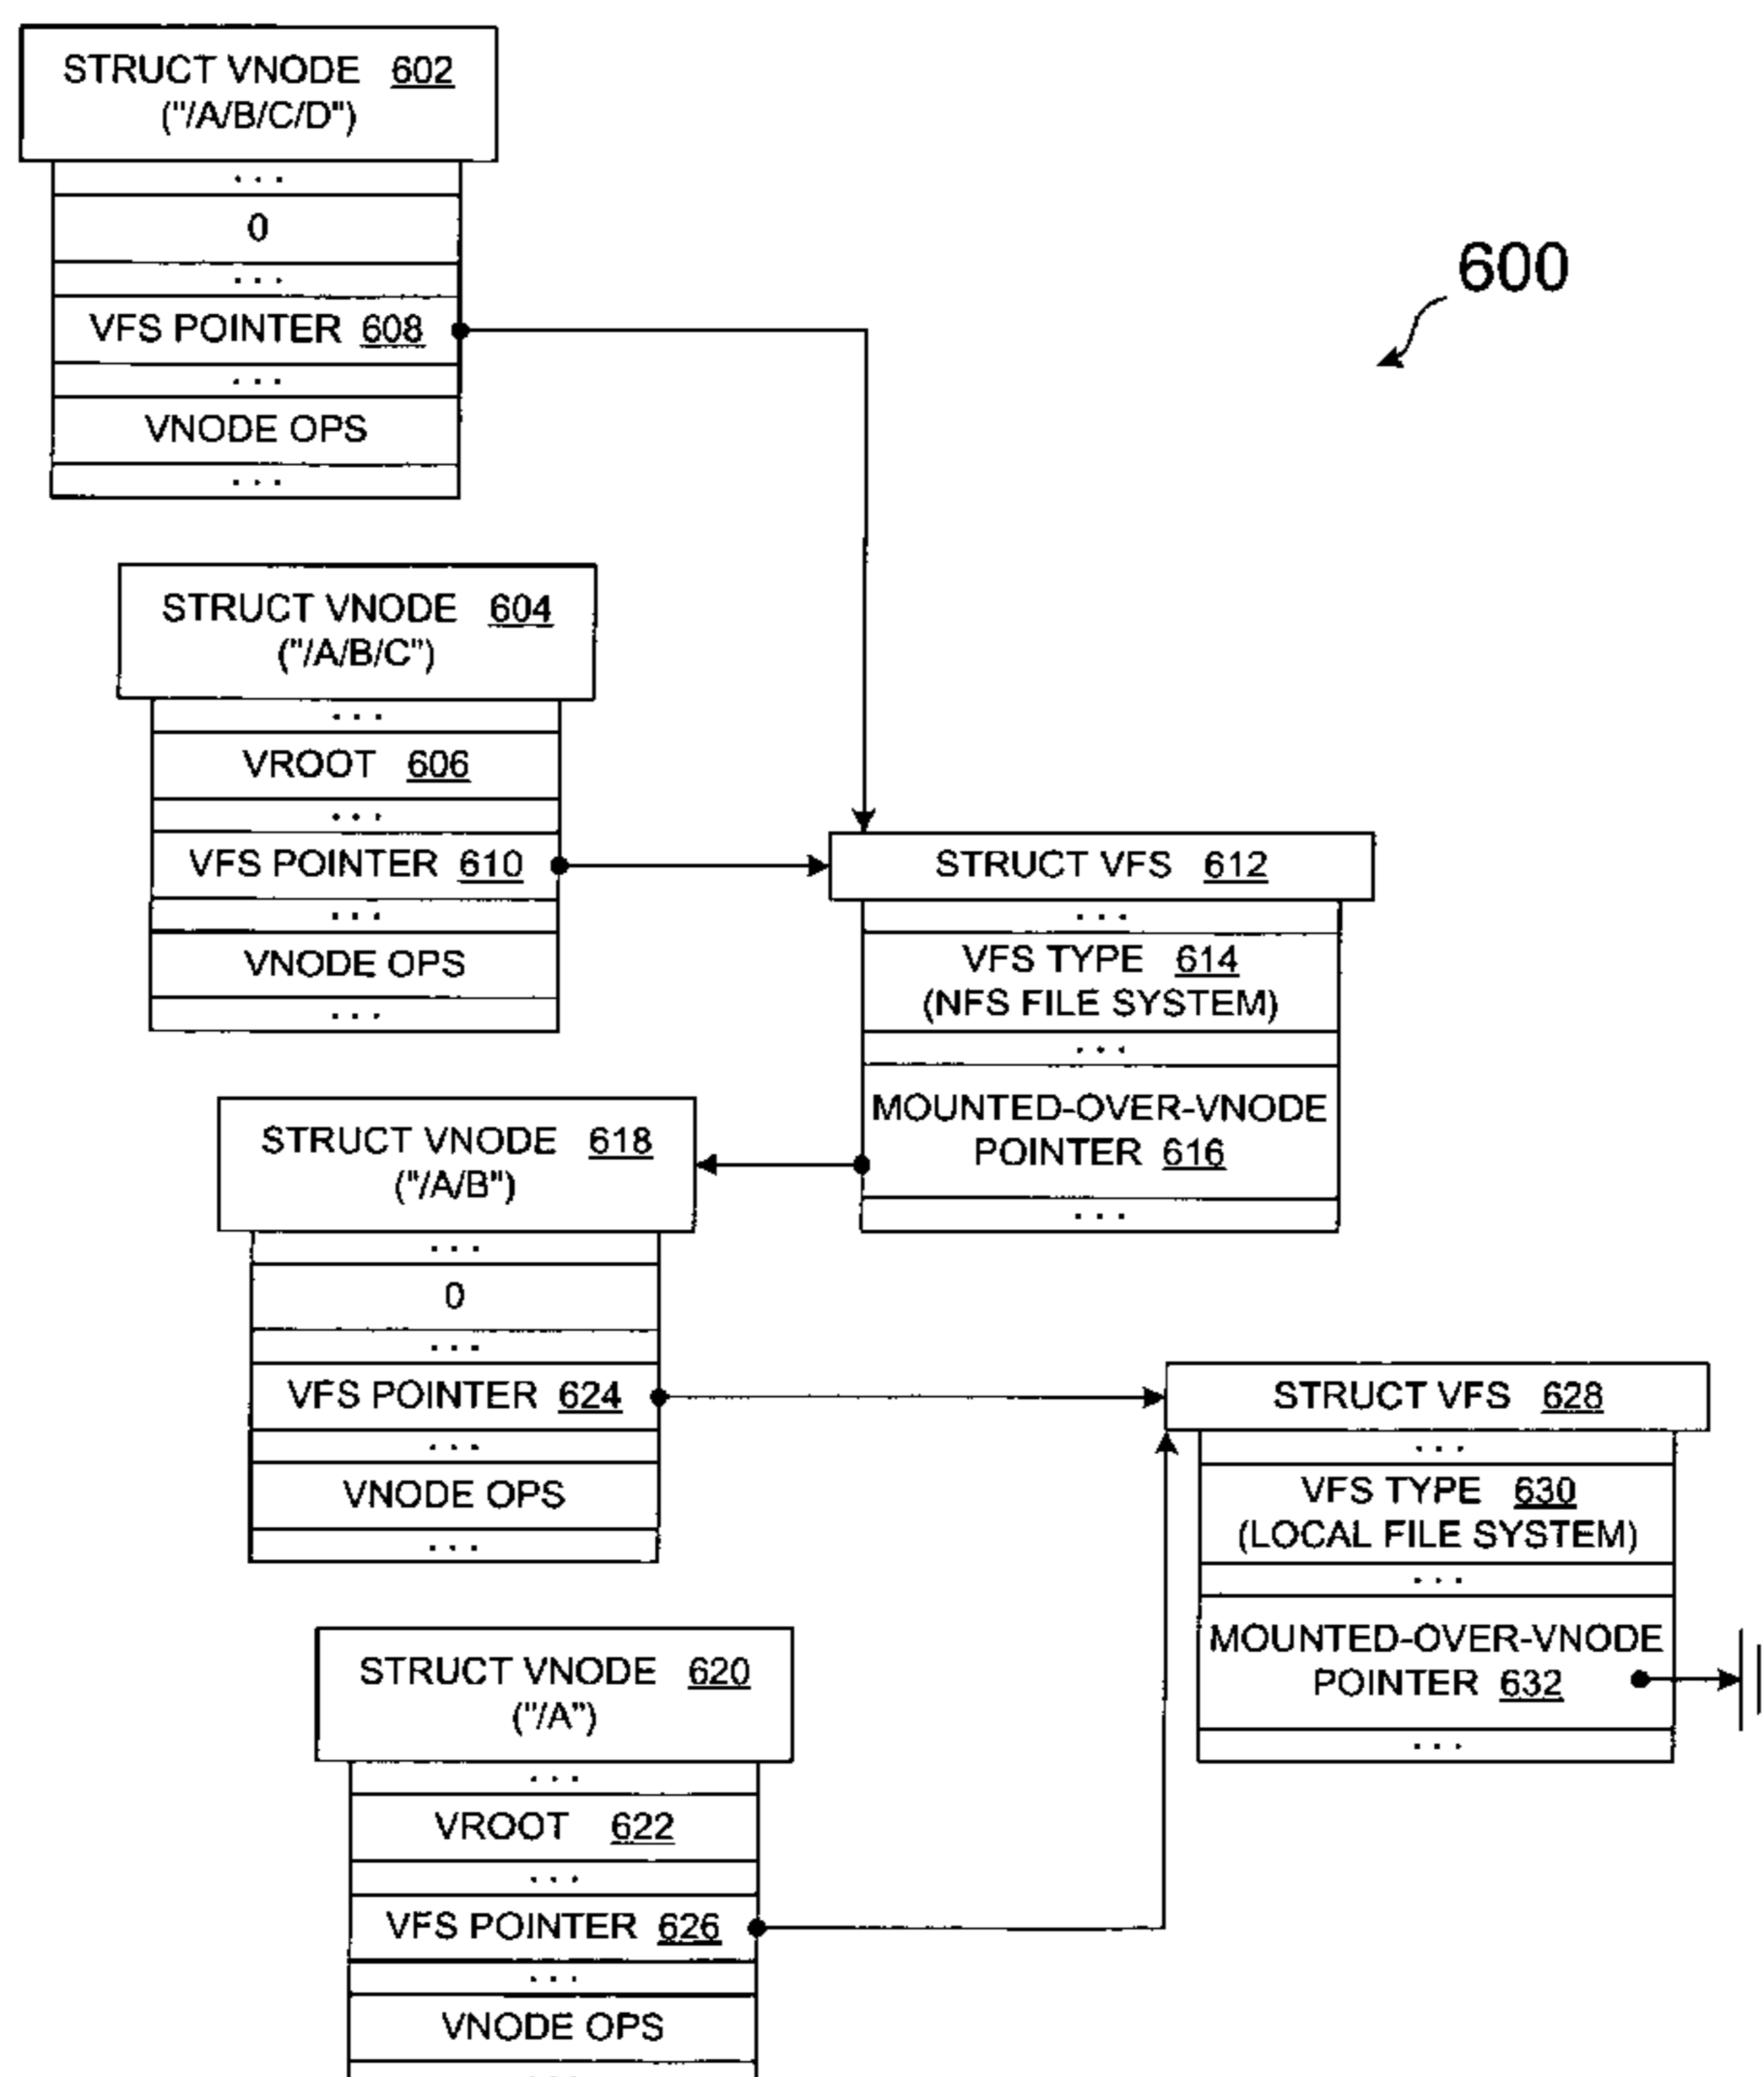 STRUCT VNODE 602
("/A/B/C/D")
. . .
0
. . .
VFS POINTER 608
. . .
VNODE OPS
. . .
600
STRUCT VNODE 604
("/A/B/C")
. . .
VROOT 606
. . .
VFS POINTER 610
. . .
VNODE OPS
. . .
STRUCT VFS 612
. . .
VFS TYPE 614
(NFS FILE SYSTEM)
. . .
MOUNTED-OVER-VNODE
POINTER 616
. . .
STRUCT VNODE 618
("/A/B")
. . .
0
. . .
VFS POINTER 624
. . .
VNODE OPS
. . .
STRUCT VFS 628
. . .
VFS TYPE 630
(LOCAL FILE SYSTEM)
. . .
MOUNTED-OVER-VNODE
POINTER 632
. . .
STRUCT VNODE 620
("/A")
. . .
VROOT 622
. . .
VFS POINTER 626
. . .
VNODE OPS
. . .